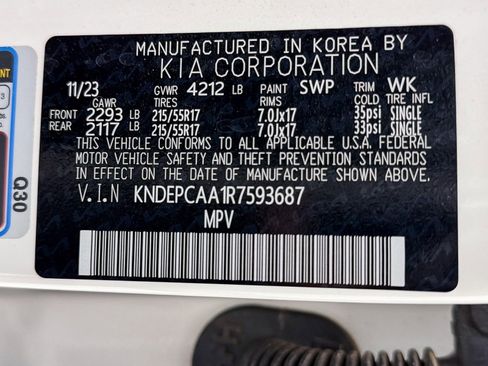 MANUFACTURED IN KOREA BY
KIA CORPORATION
11/23 GVWR 4212 LB PAINT SWP TRIM WK
GAWR TIRES RIMS COLD TIRE INFL
FRONT 2293 LB 215/55R17 7.0Jx17 35psi SINGLE
REAR 2117 LB 215/55R17 7.0Jx17 33psi SINGLE
THIS VEHICLE CONFORMS TO ALL APPLICABLE U.S.A. FEDERAL
MOTOR VEHICLE SAFETY AND THEFT PREVENTION STANDARDS
IN EFFECT ON THE DATE OF MANUFACTURE SHOWN ABOVE.
V.I.N KNDEPCAA1R7593687
MPV
Q30
3